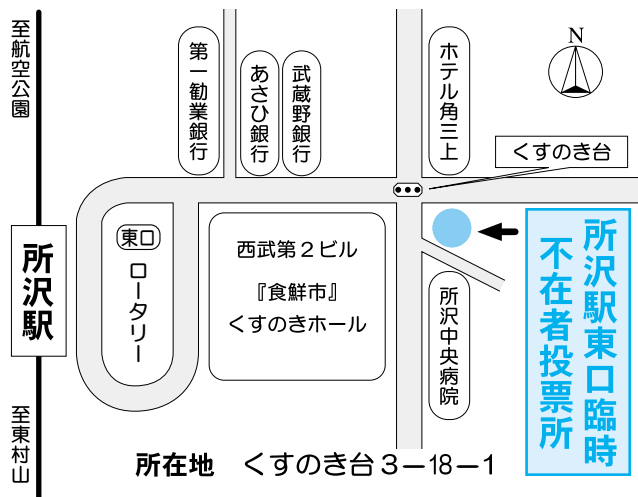 至航空公園
所沢駅
至東村山
第一勧業銀行
あさひ銀行
武蔵野銀行
ホテル角三上
N
くすのき台
東口
ロータリー
西武第２ビル
『食鮮市』
くすのきホール
所沢中央病院
所沢駅東口臨時
不在者投票所
所在地　くすのき台３－18－１